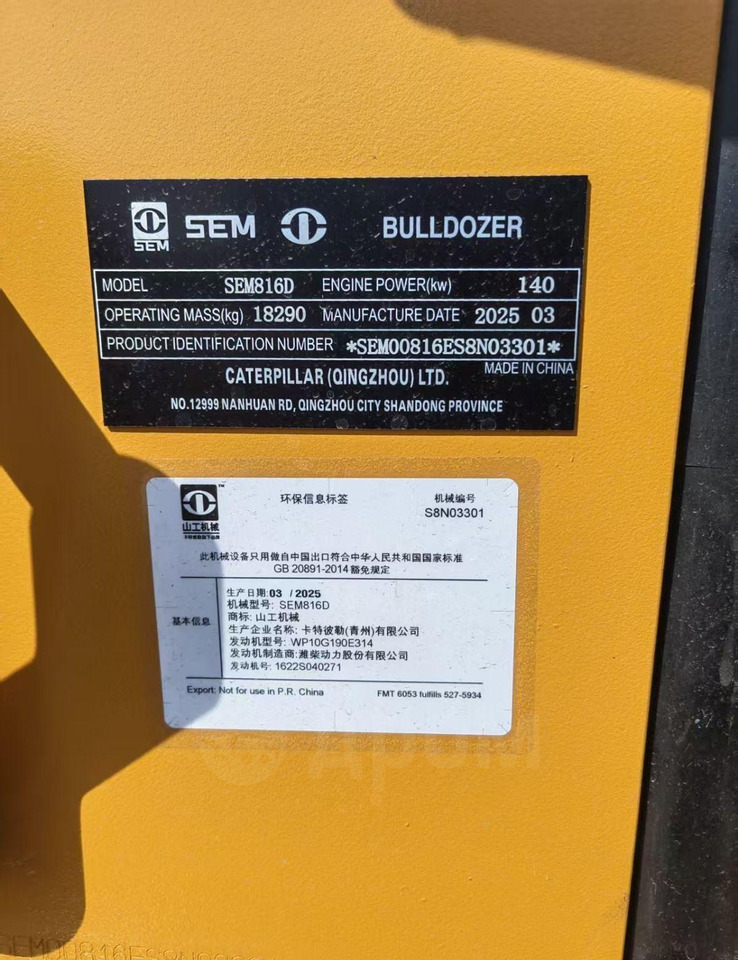 SEM SEM BULLDOZER
MODEL SEM816D ENGINE POWER(kw) 140
OPERATING MASS(kg) 18290 MANUFACTURE DATE 2025 03
PRODUCT IDENTIFICATION NUMBER *SEM00816ES8N03301*
MADE IN CHINA
CATERPILLAR (QINGZHOU) LTD.
NO.12999 NANHUAN RD, QINGZHOU CITY SHANDONG PROVINCE
山工机械
环保信息标签
机械编号
S8N03301
此机械设备只用做自中国出口符合中华人民共和国国家标准
GB 20891-2014 豁免规定
基本信息
生产日期:03 / 2025
机械型号: SEM816D
商标: 山工机械
生产企业名称: 卡特彼勒(青州)有限公司
发动机型号: WP10G190E314
发动机制造商: 潍柴动力股份有限公司
发动机号: 1622S040271
Export: Not for use in P.R. China FMT 6053 fulfills 527-5934